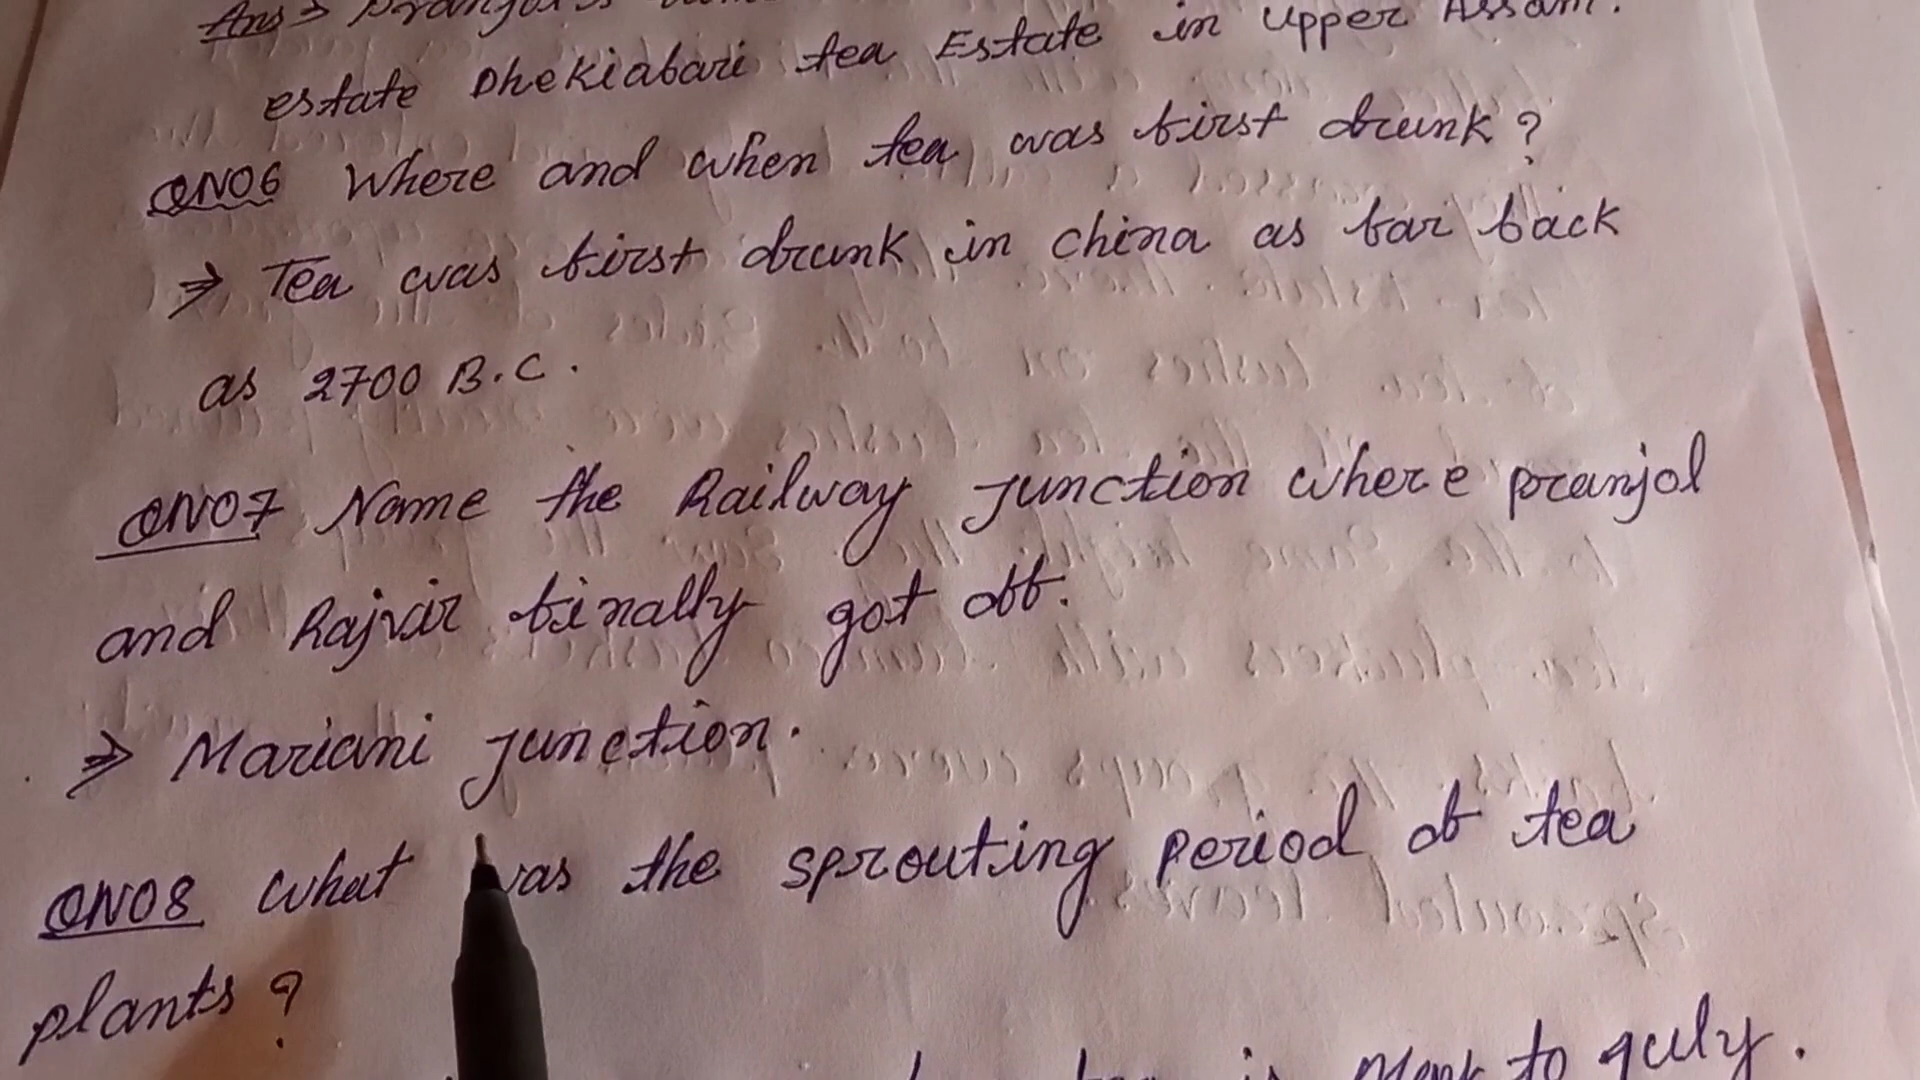 Ans⇒ Pranjol's
estate Dhekiabari tea Estate in Upper Assam.
QNO6 Where and when tea was first drunk?
⇒ Tea was first drunk in China as far back
as 2700 B.C.
QNO7 Name the Railway Junction where pranjol
and Rajvir finally got off.
⇒ Mariani Junction.
QNO8 What was the sprouting period of tea
plants?
to july.